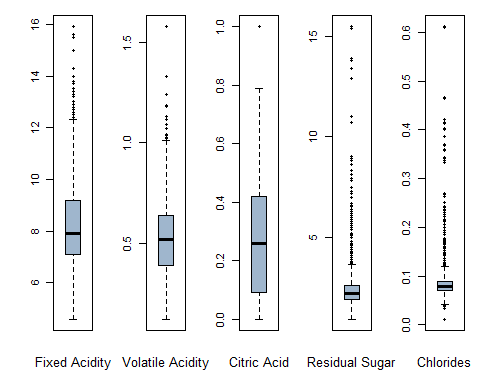 6 8 10 12 14 16
0.5 1.0 1.5
0.0 0.2 0.4 0.6 0.8 1.0
5 10 15
0.0 0.1 0.2 0.3 0.4 0.5 0.6
Fixed Acidity Volatile Acidity Citric Acid Residual Sugar Chlorides